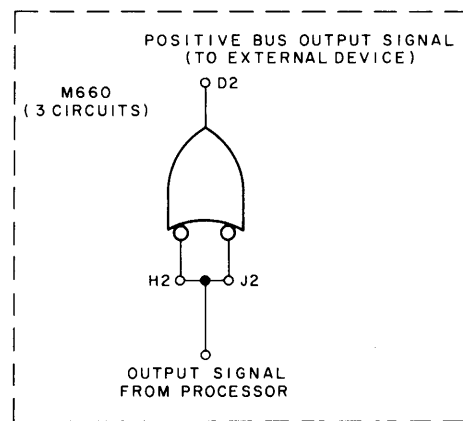 POSITIVE BUS OUTPUT SIGNAL
(TO EXTERNAL DEVICE)
D2
M660
(3 CIRCUITS)
H2
J2
OUTPUT SIGNAL
FROM PROCESSOR